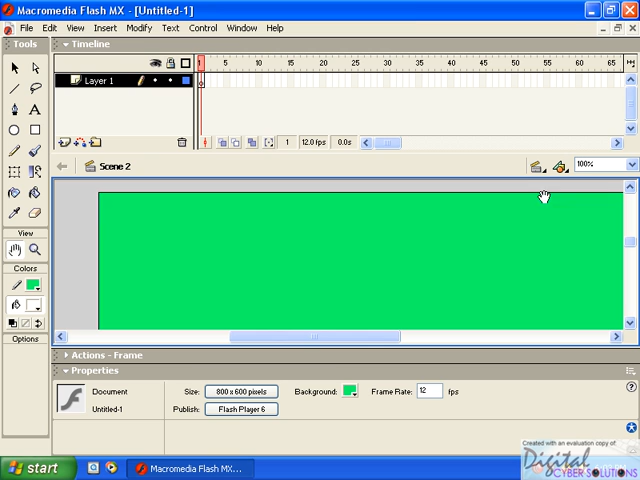 Macromedia Flash MX - [Untitled-1]
File Edit View Insert Modify Text Control Window Help
Tools
Timeline
1 5 10 15 20 25 30 35 40 45 50 55 60 65
Layer 1
1 12.0 fps 0.0s
Scene 2
100%
View
Colors
Options
Actions - Frame
Properties
Document
Size: 800 x 600 pixels
Background:
Frame Rate: 12 fps
Untitled-1
Publish: Flash Player 6
Created with an evaluation copy of
Digital
CYBER SOLUTIONS
start
Macromedia Flash MX...